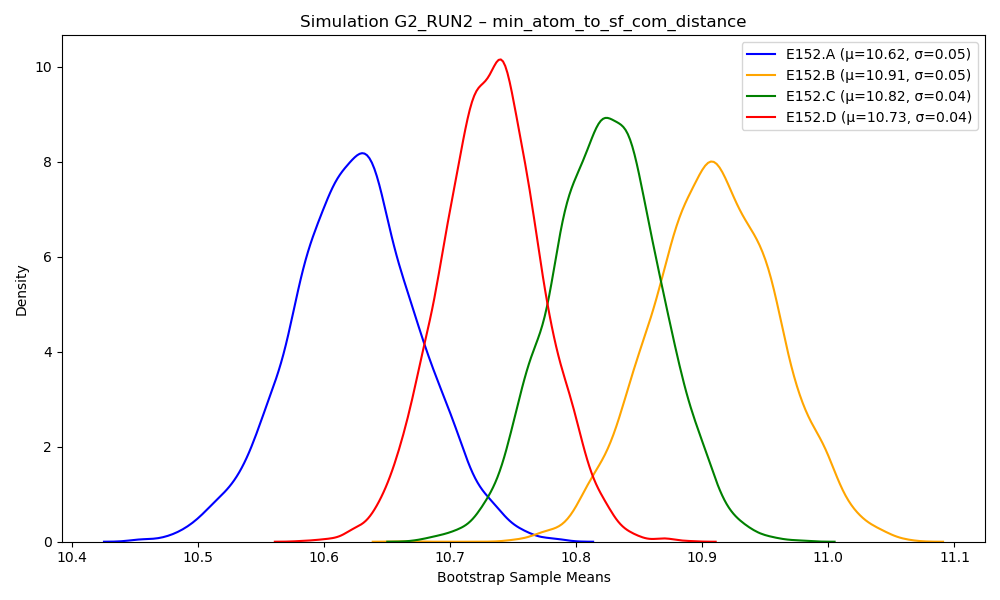 Simulation G2_RUN2 – min_atom_to_sf_com_distance
E152.A (μ=10.62, σ=0.05)
E152.B (μ=10.91, σ=0.05)
E152.C (μ=10.82, σ=0.04)
E152.D (μ=10.73, σ=0.04)
Density
10
8
6
4
2
0
10.4 10.5 10.6 10.7 10.8 10.9 11.0 11.1
Bootstrap Sample Means